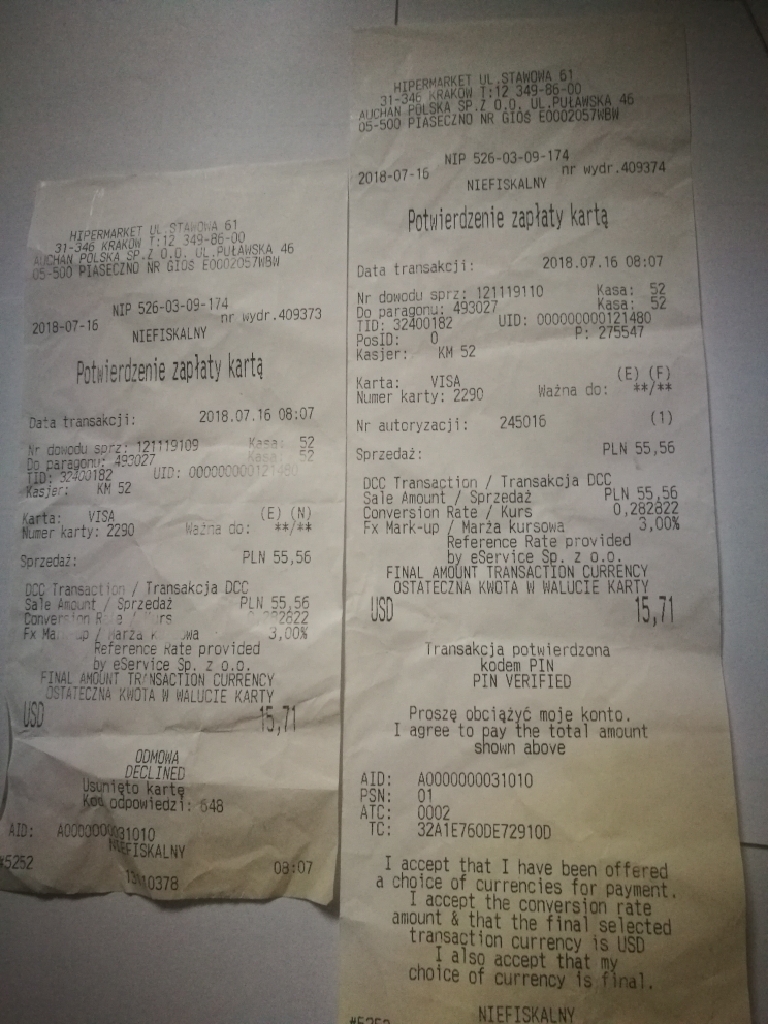 HIPERMARKET UL.STAWOWA 61
31-346 KRAKÓW T:12 349-86-00
AUCHAN POLSKA SP.Z O.O. UL.PUŁAWSKA 46
05-500 PIASECZNO NR GIOŚ E0002057WBW
NIP 526-03-09-174
2018-07-16 nr wydr.409373
NIEFISKALNY
Potwierdzenie zapłaty kartą
Data transakcji: 2018.07.16 08:07
Nr dowodu sprz: 121119109 Kasa: 52
Do paragonu: 493027 Kasa: 52
TID: 32400182 UID: 000000000121480
Kasjer: KM 52
(E) (N)
Karta: VISA
Numer karty: 2290 Ważna do: **/**
Sprzedaż: PLN 55,56
DCC Transaction / Transakcja DCC
Sale Amount / Sprzedaż PLN 55,56
Conversion / 0,282822
Fx / Marża 3,00%
Reference Rate provided
by eService Sp. z o.o.
FINAL AMOUNT TRANSACTION CURRENCY
OSTATECZNA KWOTA W WALUCIE KARTY
USD 15,71
ODMOWA
DECLINED
Usunięto kartę
Kod odpowiedzi: 648
AID: A0000000031010
NIEFISKALNY
#5252 08:07
HIPERMARKET UL.STAWOWA 61
31-346 KRAKÓW T:12 349-86-00
AUCHAN POLSKA SP.Z O.O. UL.PUŁAWSKA 46
05-500 PIASECZNO NR GIOŚ E0002057WBW
NIP 526-03-09-174
2018-07-16 nr wydr.409374
NIEFISKALNY
Potwierdzenie zapłaty kartą
Data transakcji: 2018.07.16 08:07
Nr dowodu sprz: 121119110 Kasa: 52
Do paragonu: 493027 Kasa: 52
TID: 32400182 UID: 000000000121480
PosID: 0 P: 275547
Kasjer: KM 52
(E) (F)
Karta: VISA
Numer karty: 2290 Ważna do: **/**
Nr autoryzacji: 245016 (1)
Sprzedaż: PLN 55,56
DCC Transaction / Transakcja DCC
Sale Amount / Sprzedaż PLN 55,56
Conversion Rate / Kurs 0,282822
Fx Mark-up / Marża kursowa 3,00%
Reference Rate provided
by eService Sp. z o.o.
FINAL AMOUNT TRANSACTION CURRENCY
OSTATECZNA KWOTA W WALUCIE KARTY
USD 15,71
Transakcja potwierdzona
kodem PIN
PIN VERIFIED
Proszę obciążyć moje konto.
I agree to pay the total amount
shown above
AID: A0000000031010
PSN: 01
ATC: 0002
TC: 32A1E760DE72910D
I accept that I have been offered
a choice of currencies for payment.
I accept the conversion rate
amount & that the final selected
transaction currency is USD
I also accept that my
choice of currency is final.
NIEFISKALNY